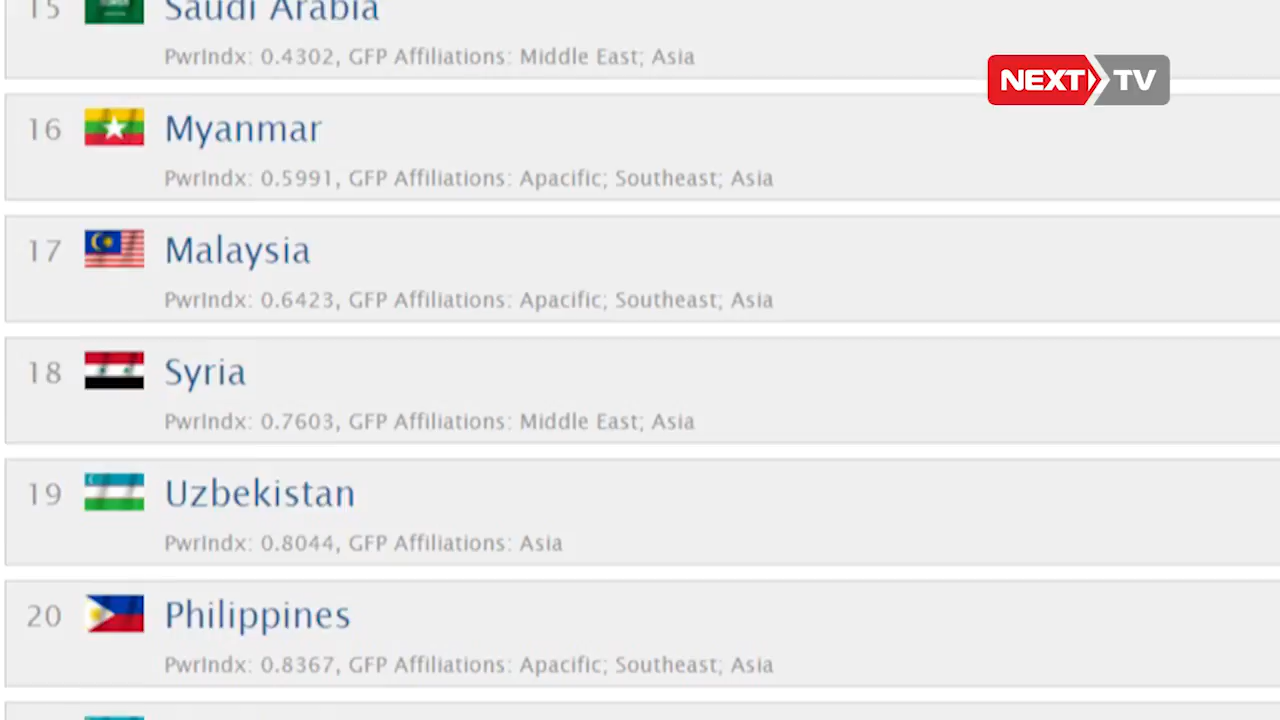 15 Saudi Arabia
PwrIndx: 0.4302, GFP Affiliations: Middle East; Asia
NEXT TV
16 Myanmar
PwrIndx: 0.5991, GFP Affiliations: Apacific; Southeast; Asia
17 Malaysia
PwrIndx: 0.6423, GFP Affiliations: Apacific; Southeast; Asia
18 Syria
PwrIndx: 0.7603, GFP Affiliations: Middle East; Asia
19 Uzbekistan
PwrIndx: 0.8044, GFP Affiliations: Asia
20 Philippines
PwrIndx: 0.8367, GFP Affiliations: Apacific; Southeast; Asia